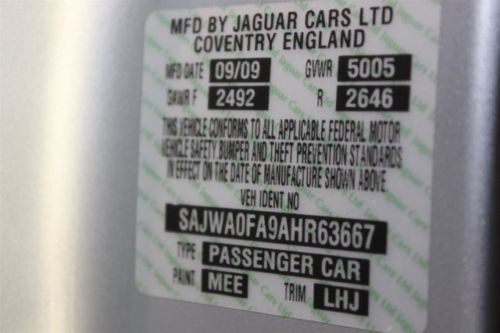 MFD BY JAGUAR CARS LTD
COVENTRY ENGLAND
MFD DATE 09/09 GVWR 5005
GAWR F 2492 R 2646
THIS VEHICLE CONFORMS TO ALL APPLICABLE FEDERAL MOTOR
VEHICLE SAFETY, BUMPER AND THEFT PREVENTION STANDARDS
IN EFFECT ON THE DATE OF MANUFACTURE SHOWN ABOVE
VEH IDENT NO
SAJWA0FA9AHR63667
TYPE PASSENGER CAR
PAINT MEE TRIM LHJ